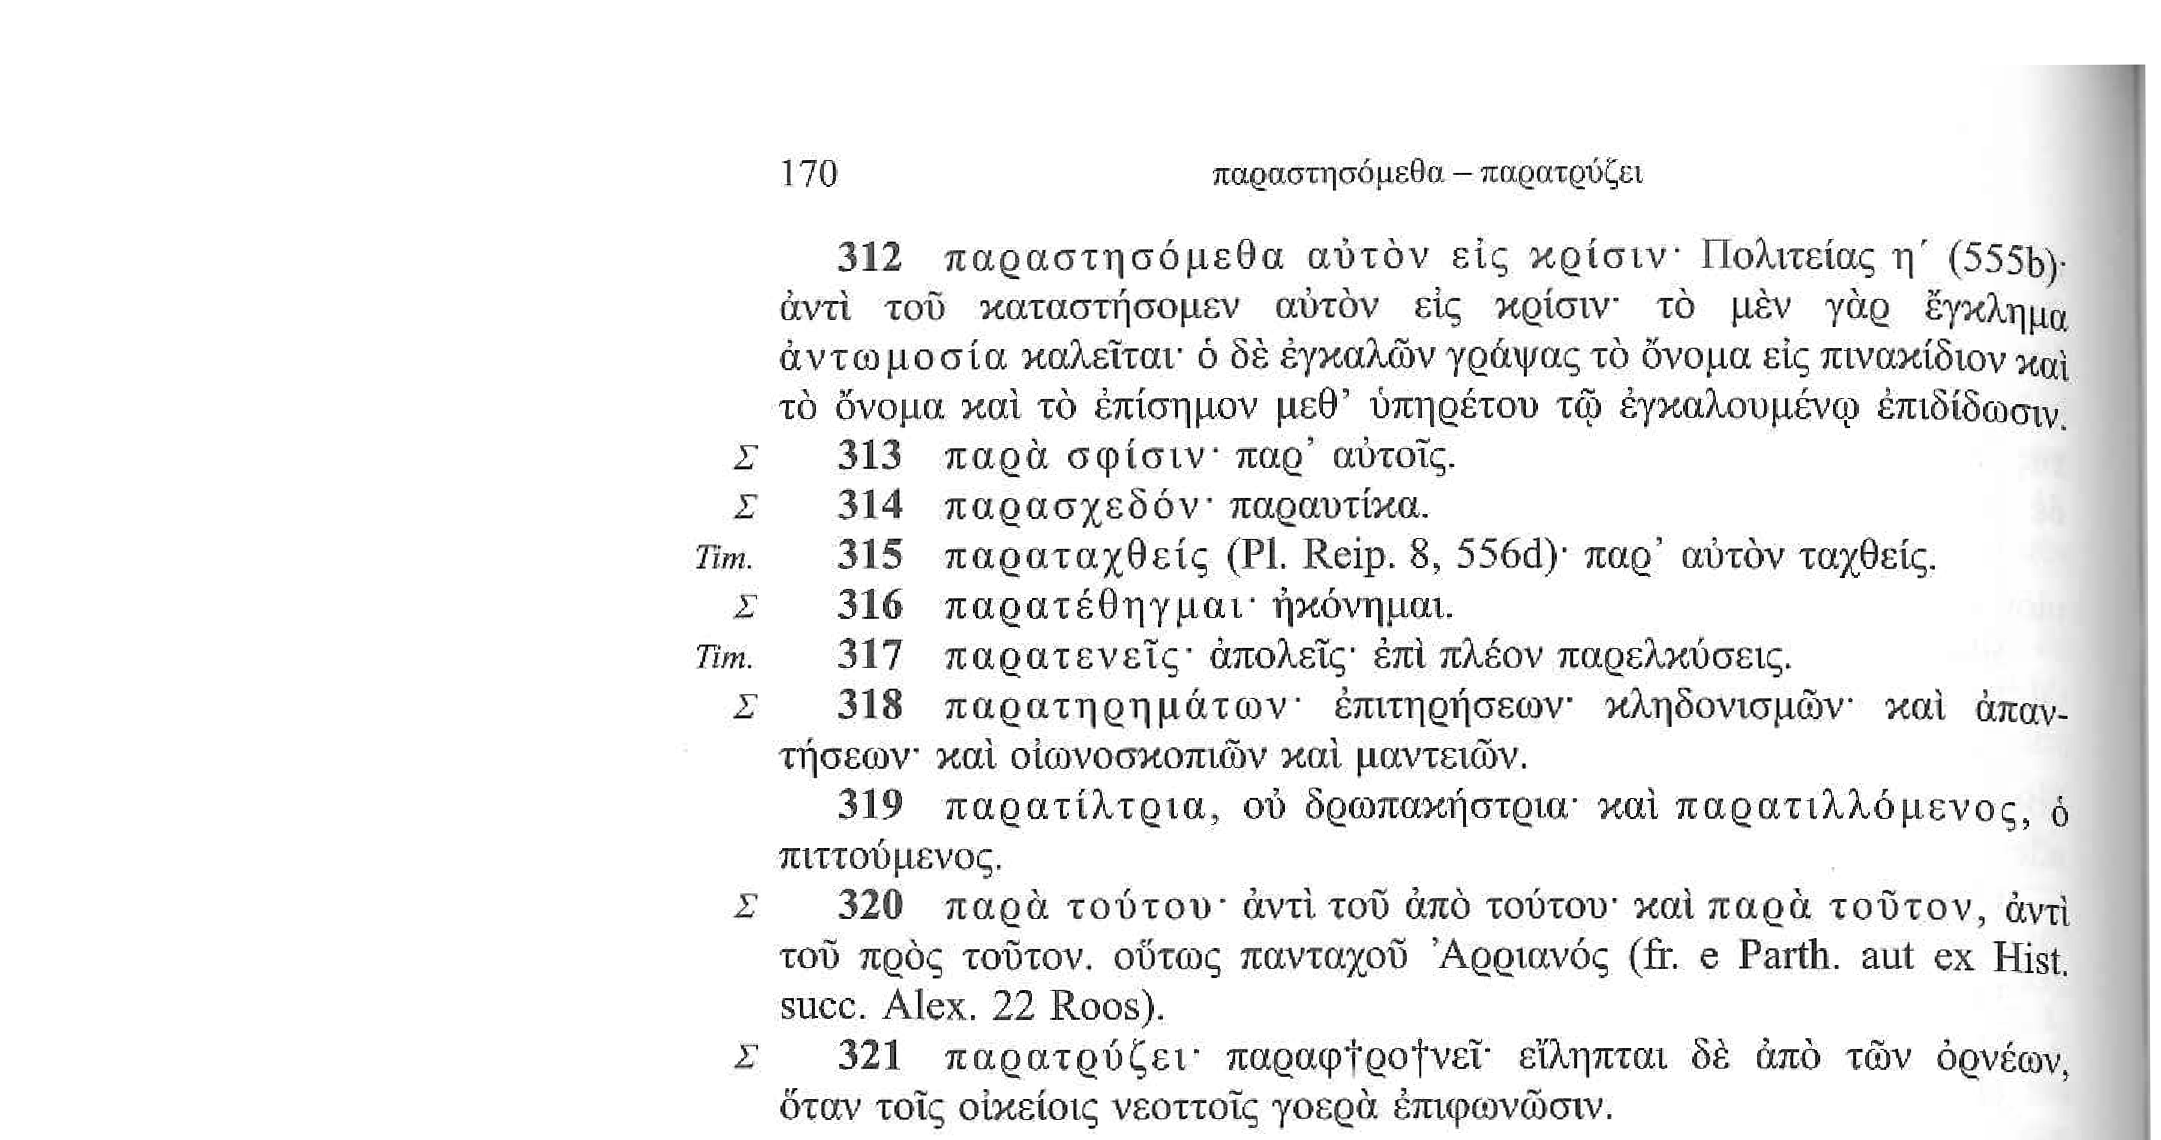 170 παραστησόμεθα – παρατρύζει
312 παραστησόμεθα αὐτὸν εἰς κρίσιν· Πολιτείας η΄ (555b)·
ἀντὶ τοῦ καταστήσομεν αὐτὸν εἰς κρίσιν· τὸ μὲν γὰρ ἔγκλημα
ἀντωμοσία καλεῖται· ὁ δὲ ἐγκαλῶν γράψας τὸ ὄνομα εἰς πινακίδιον καὶ
τὸ ὄνομα καὶ τὸ ἐπίσημον μεθ’ ὑπηρέτου τῷ ἐγκαλουμένῳ ἐπιδίδωσιν.
Σ 313 παρὰ σφίσιν· παρ’ αὐτοῖς.
Σ 314 παρασχεδόν· παραυτίκα.
Tim. 315 παραταχθείς (Pl. Reip. 8, 556d)· παρ’ αὐτὸν ταχθείς.
Σ 316 παρατέθηγμαι· ἠκόνημαι.
Tim. 317 παρατενεῖς· ἀπολεῖς· ἐπὶ πλέον παρελκύσεις.
Σ 318 παρατηρημάτων· ἐπιτηρήσεων· κληδονισμῶν· καὶ ἀπαν-
τήσεων· καὶ οἰωνοσκοπιῶν καὶ μαντειῶν.
319 παρατίλτρια, οὐ δρωπακήστρια· καὶ παρατιλλόμενος, ὁ
πιττούμενος.
Σ 320 παρὰ τούτου· ἀντὶ τοῦ ἀπὸ τούτου· καὶ παρὰ τοῦτον, ἀντὶ
τοῦ πρὸς τοῦτον. οὕτως πανταχοῦ Ἀρριανός (fr. e Parth. aut ex Hist.
succ. Alex. 22 Roos).
Σ 321 παρατρύζει· παραφ†ρο†νεῖ· εἴληπται δὲ ἀπὸ τῶν ὀρνέων,
ὅταν τοῖς οἰκείοις νεοττοῖς γοερὰ ἐπιφωνῶσιν.